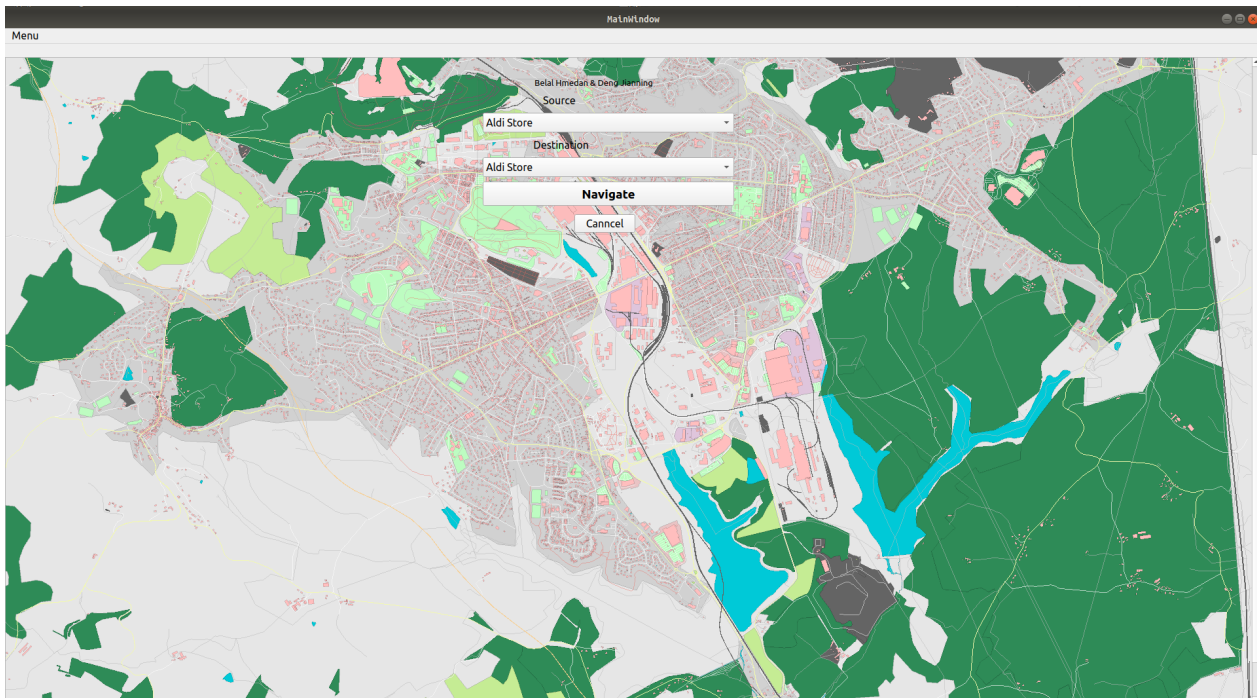 MainWindow
Menu
Belal Hmedan & Deng Jianning
Source
Aldi Store
Destination
Aldi Store
Navigate
Canncel